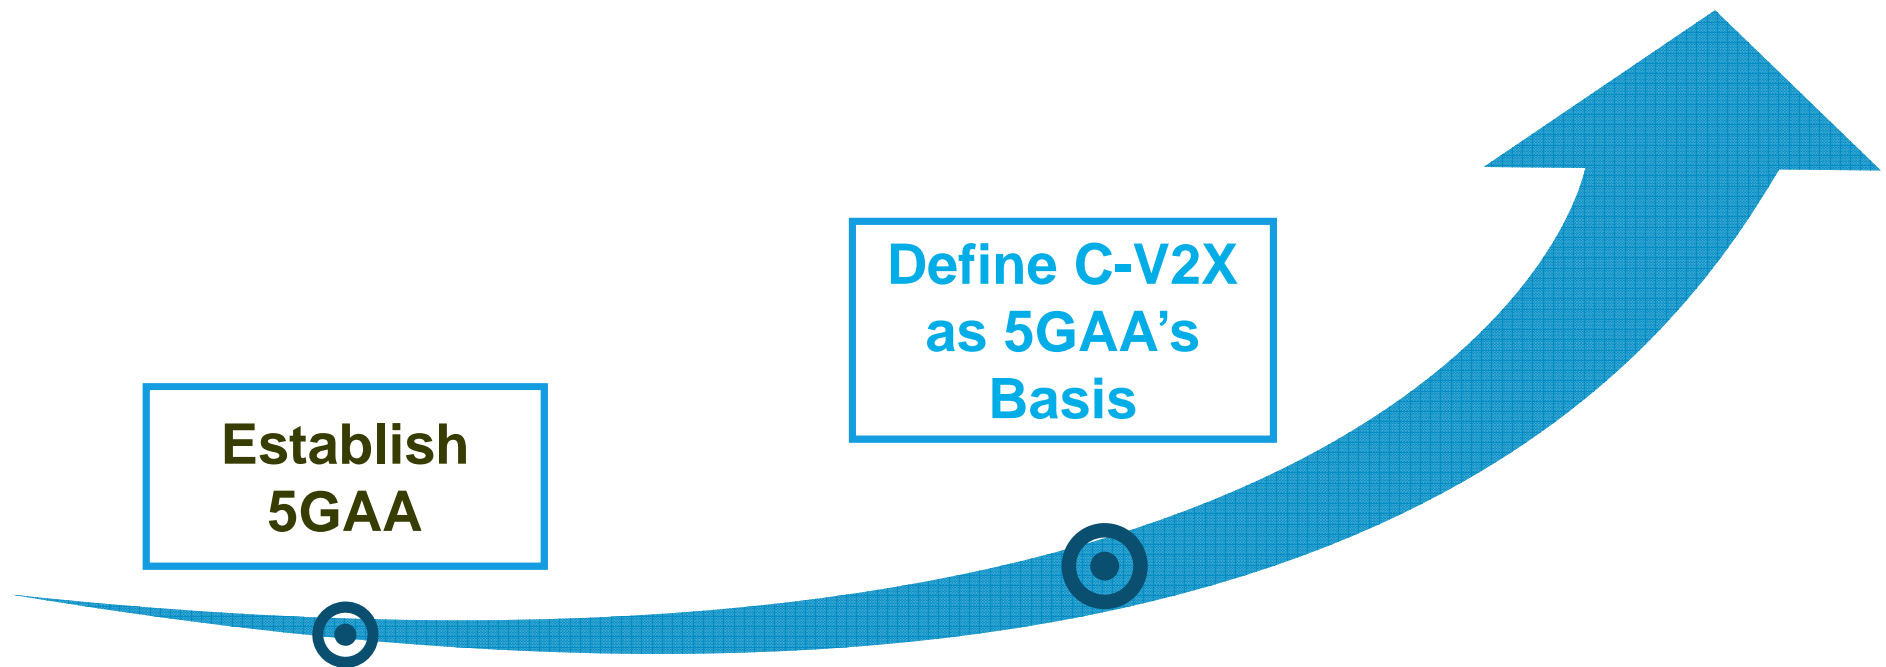 Establish
5GAA
Define C-V2X
as 5GAA’s
Basis